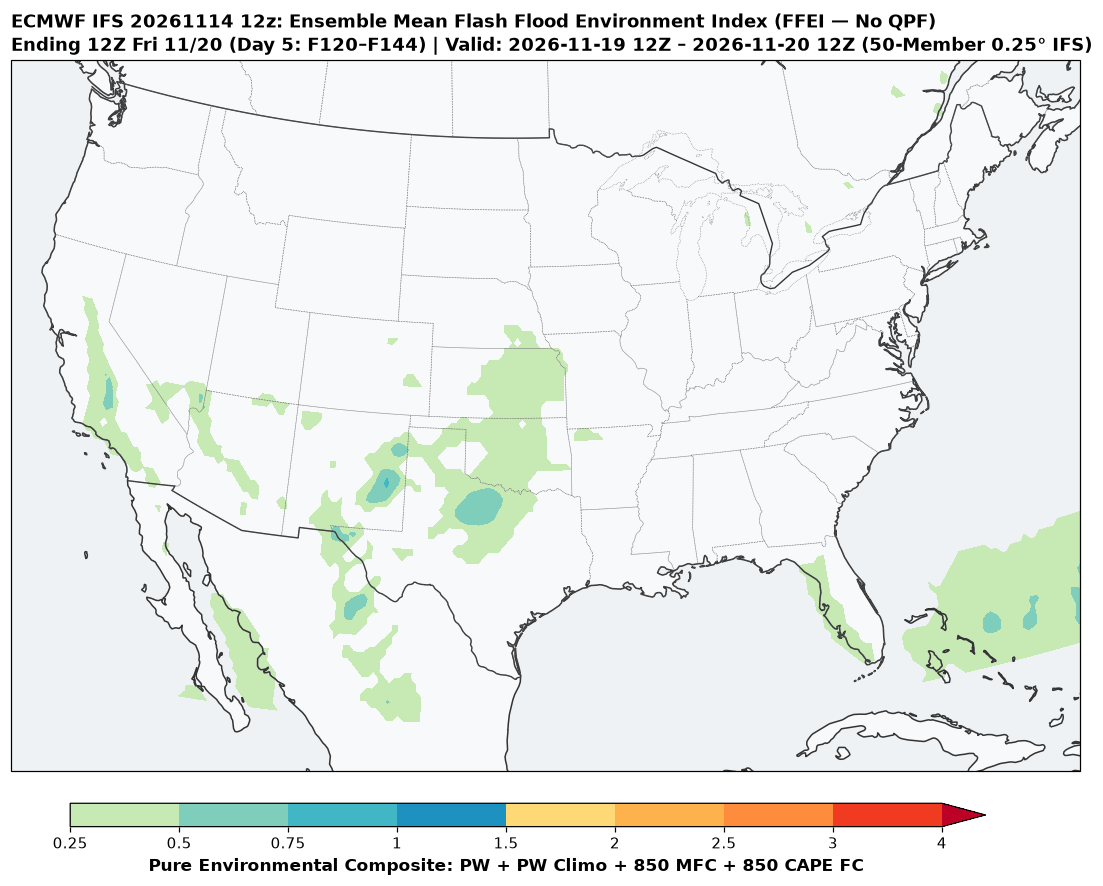 ECMWF IFS 20261114 12z: Ensemble Mean Flash Flood Environment Index (FFEI — No QPF)
Ending 12Z Fri 11/20 (Day 5: F120–F144) | Valid: 2026-11-19 12Z – 2026-11-20 12Z (50-Member 0.25° IFS)
0.25 0.5 0.75 1 1.5 2 2.5 3 4
Pure Environmental Composite: PW + PW Climo + 850 MFC + 850 CAPE FC